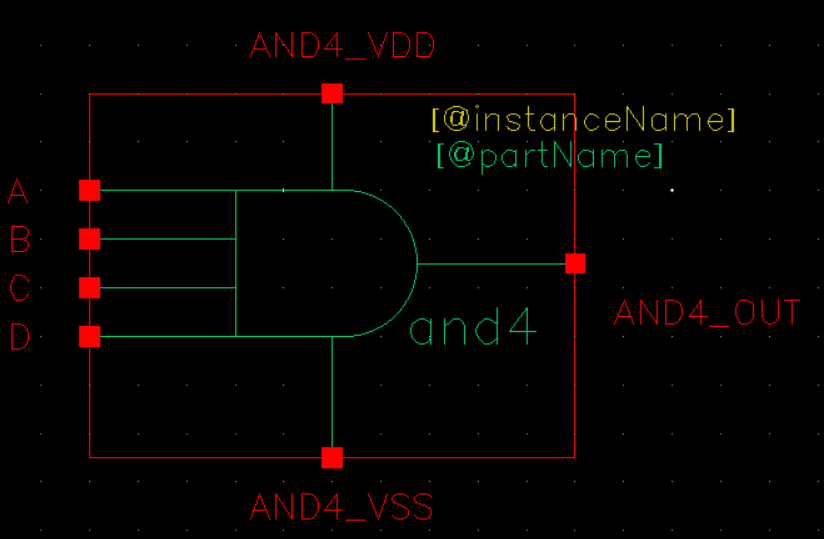 AND4_VDD
[@instanceName]
[@partName]
A
B
C
D
AND4_OUT
and4
AND4_VSS